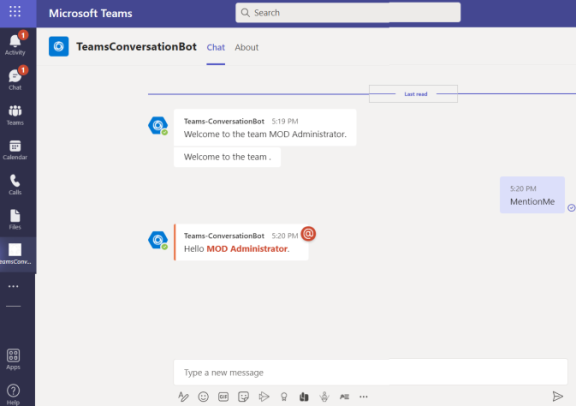 Microsoft Teams
Search
1
Activity
1
Chat
Teams
Calendar
Calls
Files
eamsConv...
Apps
Help
TeamsConversationBot Chat About
Last read
Teams-ConversationBot 5:19 PM
Welcome to the team MOD Administrator.
Welcome to the team .
5:20 PM
MentionMe
Teams-ConversationBot 5:20 PM @
Hello MOD Administrator.
Type a new message
GIF